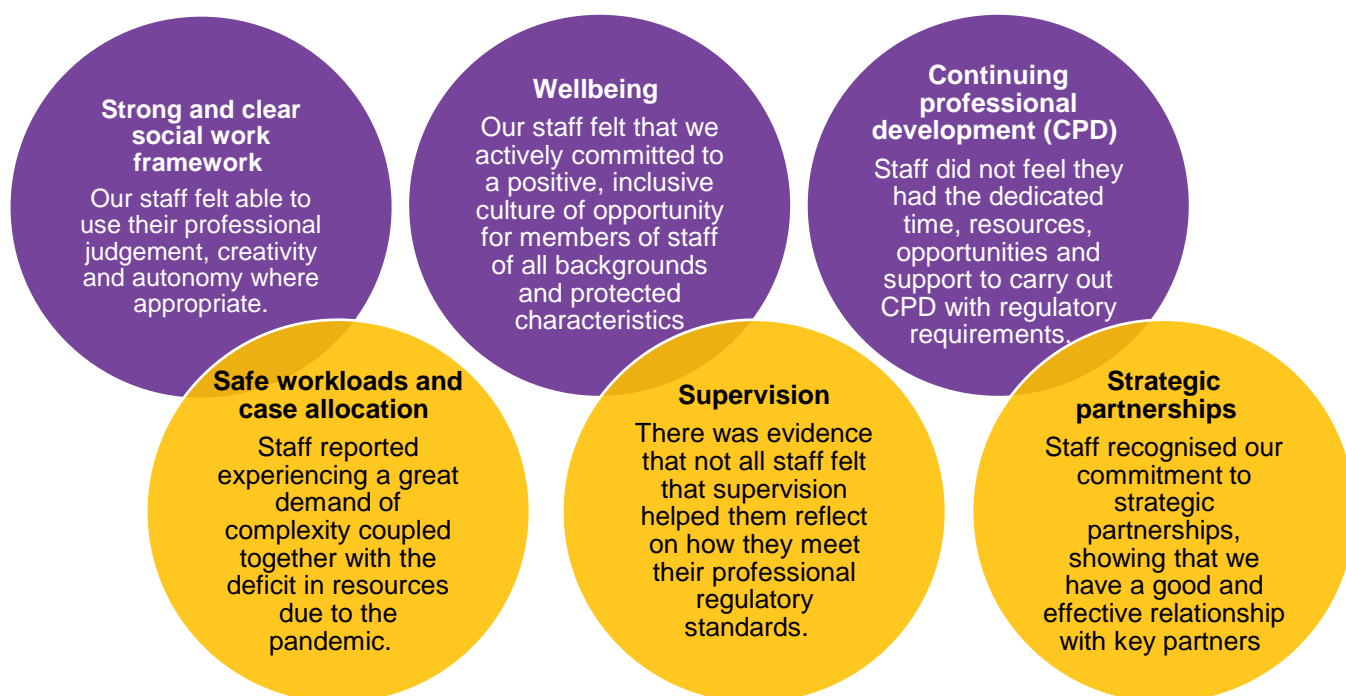 Strong and clear
social work
framework
Our staff felt able to
use their professional
judgement, creativity
and autonomy where
appropriate.
Wellbeing
Our staff felt that we
actively committed to
a positive, inclusive
culture of opportunity
for members of staff
of all backgrounds
and protected
characteristics
Continuing
professional
development (CPD)
Staff did not feel they
had the dedicated
time, resources,
opportunities and
support to carry out
CPD with regulatory
requirements.
Safe workloads and
case allocation
Staff reported
experiencing a great
demand of
complexity coupled
together with the
deficit in resources
due to the
pandemic.
Supervision
There was evidence
that not all staff felt
that supervision
helped them reflect
on how they meet
their professional
regulatory
standards.
Strategic
partnerships
Staff recognised our
commitment to
strategic
partnerships,
showing that we
have a good and
effective relationship
with key partners